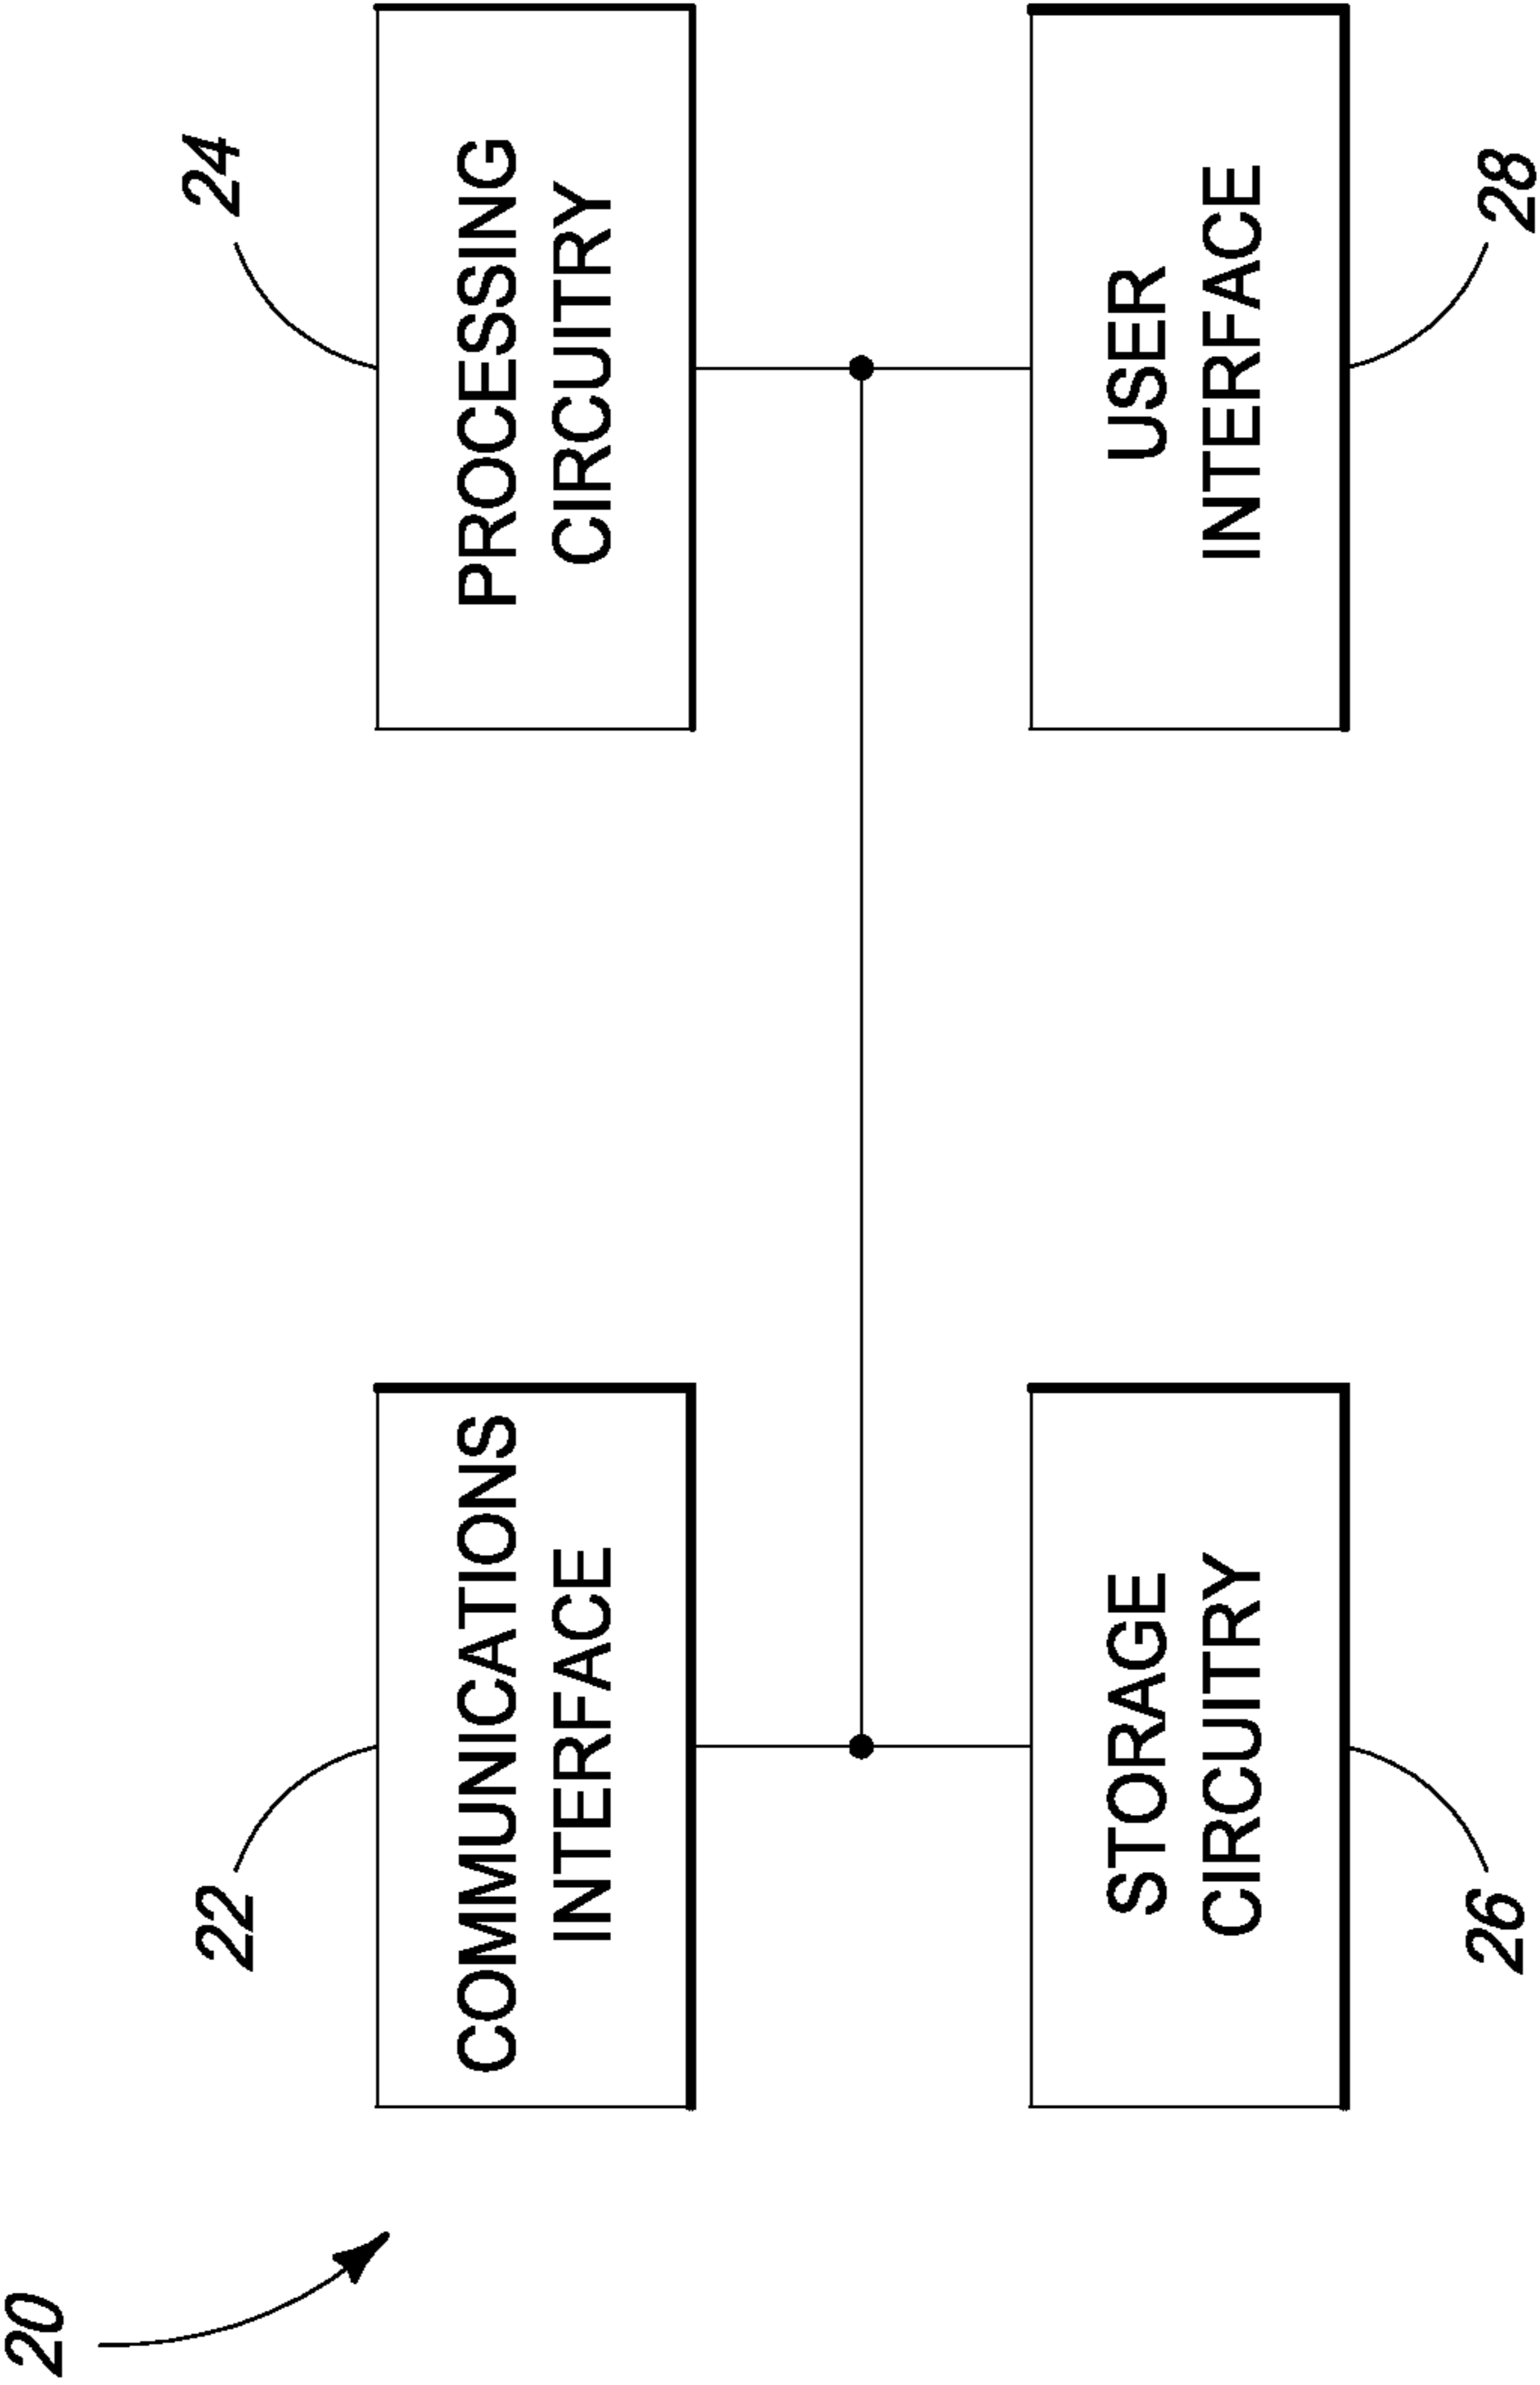 20
22
COMMUNICATIONS
INTERFACE
24
PROCESSING
CIRCUITRY
STORAGE
CIRCUITRY
26
USER
INTERFACE
28